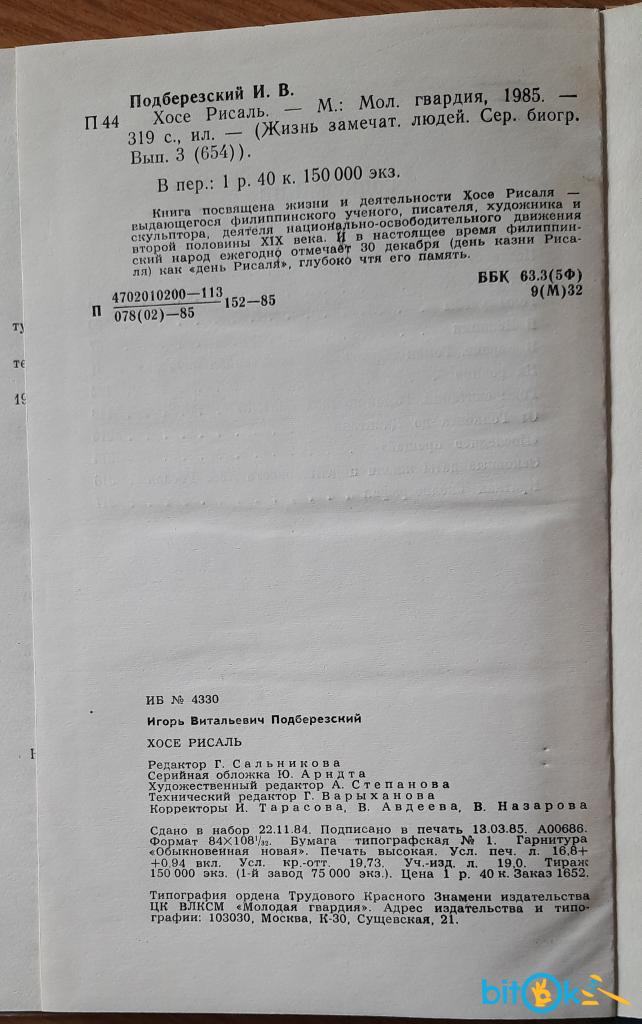 Подберезский И. В.
П 44 Хосе Рисаль. — М.: Мол. гвардия, 1985. —
319 с., ил. — (Жизнь замечат. людей. Сер. биогр.
Вып. 3 (654)).
В пер.: 1 р. 40 к. 150 000 экз.
Книга посвящена жизни и деятельности Хосе Рисаля —
выдающегося филиппинского ученого, писателя, художника и
скульптора, деятеля национально-освободительного движения
второй половины XIX века. И в настоящее время филиппин-
ский народ ежегодно отмечает 30 декабря (день казни Риса-
ля) как «день Рисаля», глубоко чтя его память.
П 4702010200—113
078(02)—85 152—85
ББК 63.3(5Ф)
9(М)32
ИБ № 4330
Игорь Витальевич Подберезский
ХОСЕ РИСАЛЬ
Редактор Г. Сальникова
Серийная обложка Ю. Арндта
Художественный редактор А. Степанова
Технический редактор Г. Варыханова
Корректоры И. Тарасова, В. Авдеева, В. Назарова
Сдано в набор 22.11.84. Подписано в печать 13.03.85. А00686.
Формат 84×108¹/₃₂. Бумага типографская № 1. Гарнитура
«Обыкновенная новая». Печать высокая. Усл. печ. л. 16,8+
+0,94 вкл. Усл. кр.-отт. 19,73. Уч.-изд. л. 19,0. Тираж
150 000 экз. (1-й завод 75 000 экз.). Цена 1 р. 40 к. Заказ 1652.
Типография ордена Трудового Красного Знамени издательства
ЦК ВЛКСМ «Молодая гвардия». Адрес издательства и типо-
графии: 103030, Москва, К-30, Сущевская, 21.
bitOk